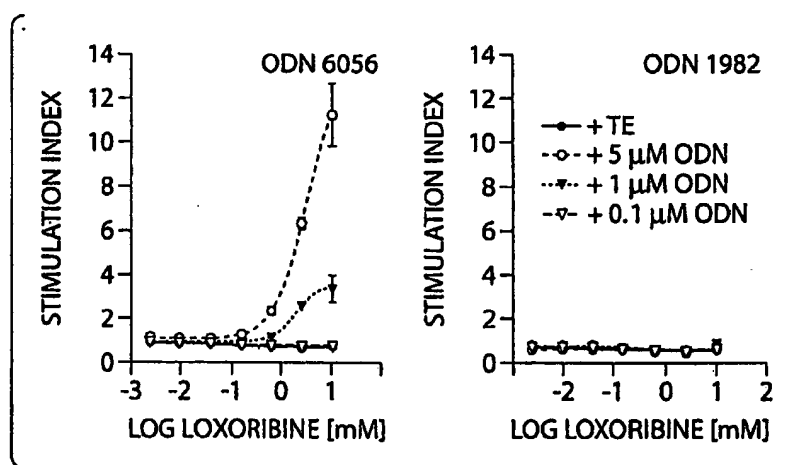 ODN 6056
STIMULATION INDEX
14
12
10
8
6
4
2
0
-3 -2 -1 0 1
LOG LOXORIBINE [mM]
ODN 1982
STIMULATION INDEX
14
12
10
8
6
4
2
0
+ TE
+ 5 µM ODN
+ 1 µM ODN
+ 0.1 µM ODN
-2 -1 0 1 2
LOG LOXORIBINE [mM]